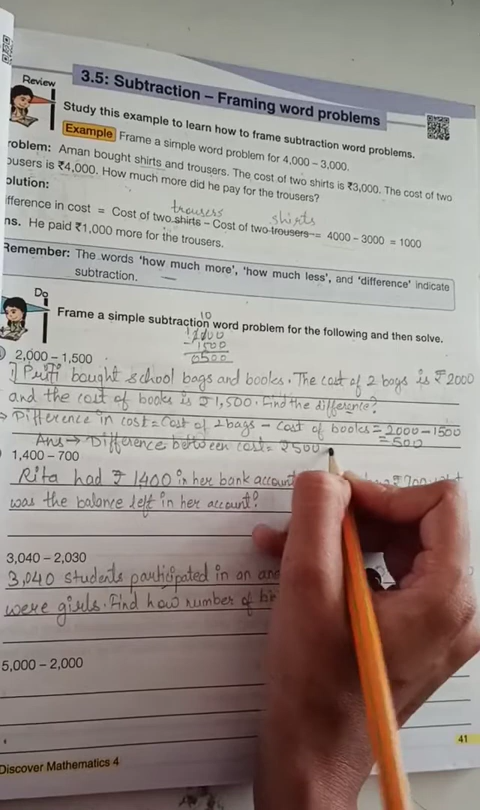 Review
3.5: Subtraction – Framing word problems
Study this example to learn how to frame subtraction word problems.
Example Frame a simple word problem for 4,000 – 3,000.
roblem: Aman bought shirts and trousers. The cost of two shirts is ₹3,000. The cost of two
ousers is ₹4,000. How much more did he pay for the trousers?
olution:
trousers shirts
ifference in cost = Cost of two shirts – Cost of two trousers = 4000 – 3000 = 1000
ns. He paid ₹1,000 more for the trousers.
Remember: The words 'how much more', 'how much less', and 'difference' indicate
subtraction.
Do
Frame a simple subtraction word problem for the following and then solve.
10
2,000 – 1,500
- 1500
0500
1) Priti bought school bags and books. The cost of 2 bags is ₹2000
and the cost of books is ₹1,500. Find the difference?
→ Difference in cost = Cost of 2 bags - Cost of books = 2000 - 1500
= 500
Ans → Difference between cost = ₹500
1,400 – 700
Rita had ₹1400 in her bank account
was the balance left in her account?
3,040 – 2,030
3,040 students participated in an
were girls. Find how number of
5,000 – 2,000
41
Discover Mathematics 4